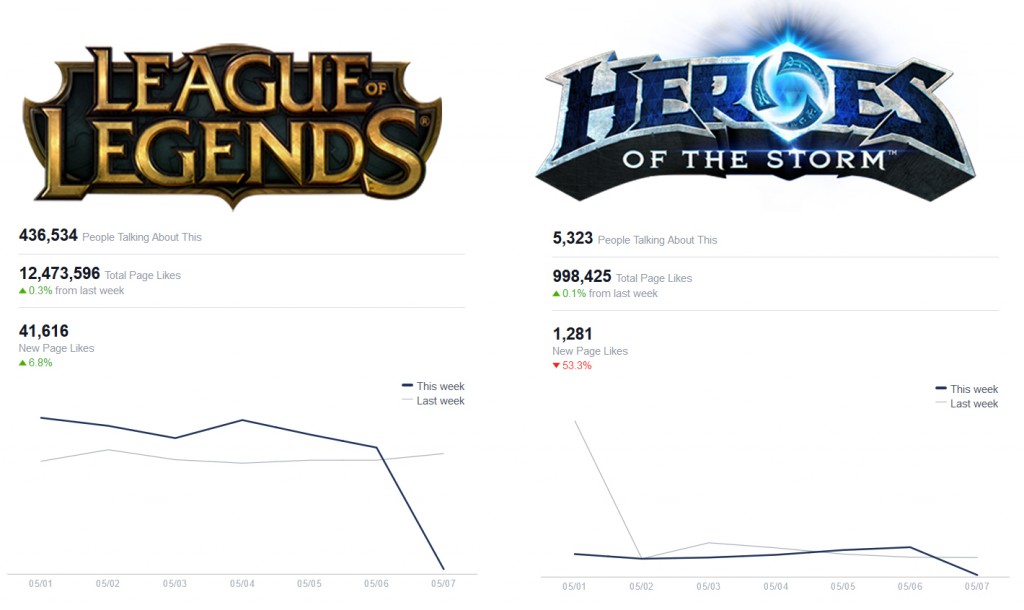 LEAGUE OF
LEGENDS®
436,534 People Talking About This
12,473,596 Total Page Likes
0.3% from last week
41,616
New Page Likes
6.8%
This week
Last week
05/01 05/02 05/03 05/04 05/05 05/06 05/07
HEROES
OF THE STORM™
5,323 People Talking About This
998,425 Total Page Likes
0.1% from last week
1,281
New Page Likes
53.3%
This week
Last week
05/01 05/02 05/03 05/04 05/05 05/06 05/07